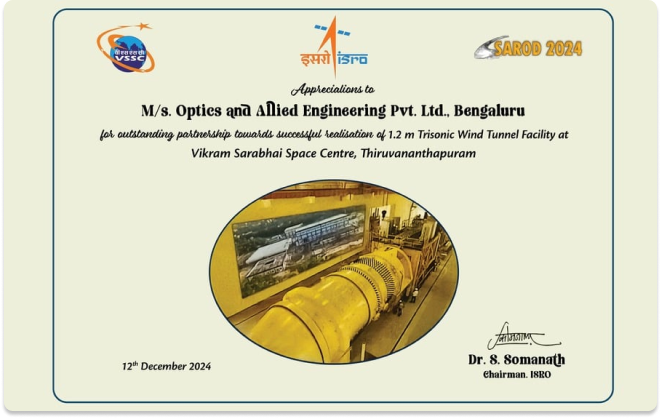 VSSC
इसरो isro
SAROD 2024
Appreciations to
M/s. Optics and Allied Engineering Pvt. Ltd., Bengaluru
for outstanding partnership towards successful realisation of 1.2 m Trisonic Wind Tunnel Facility at
Vikram Sarabhai Space Centre, Thiruvananthapuram
12th December 2024
Dr. S. Somanath
Chairman, ISRO